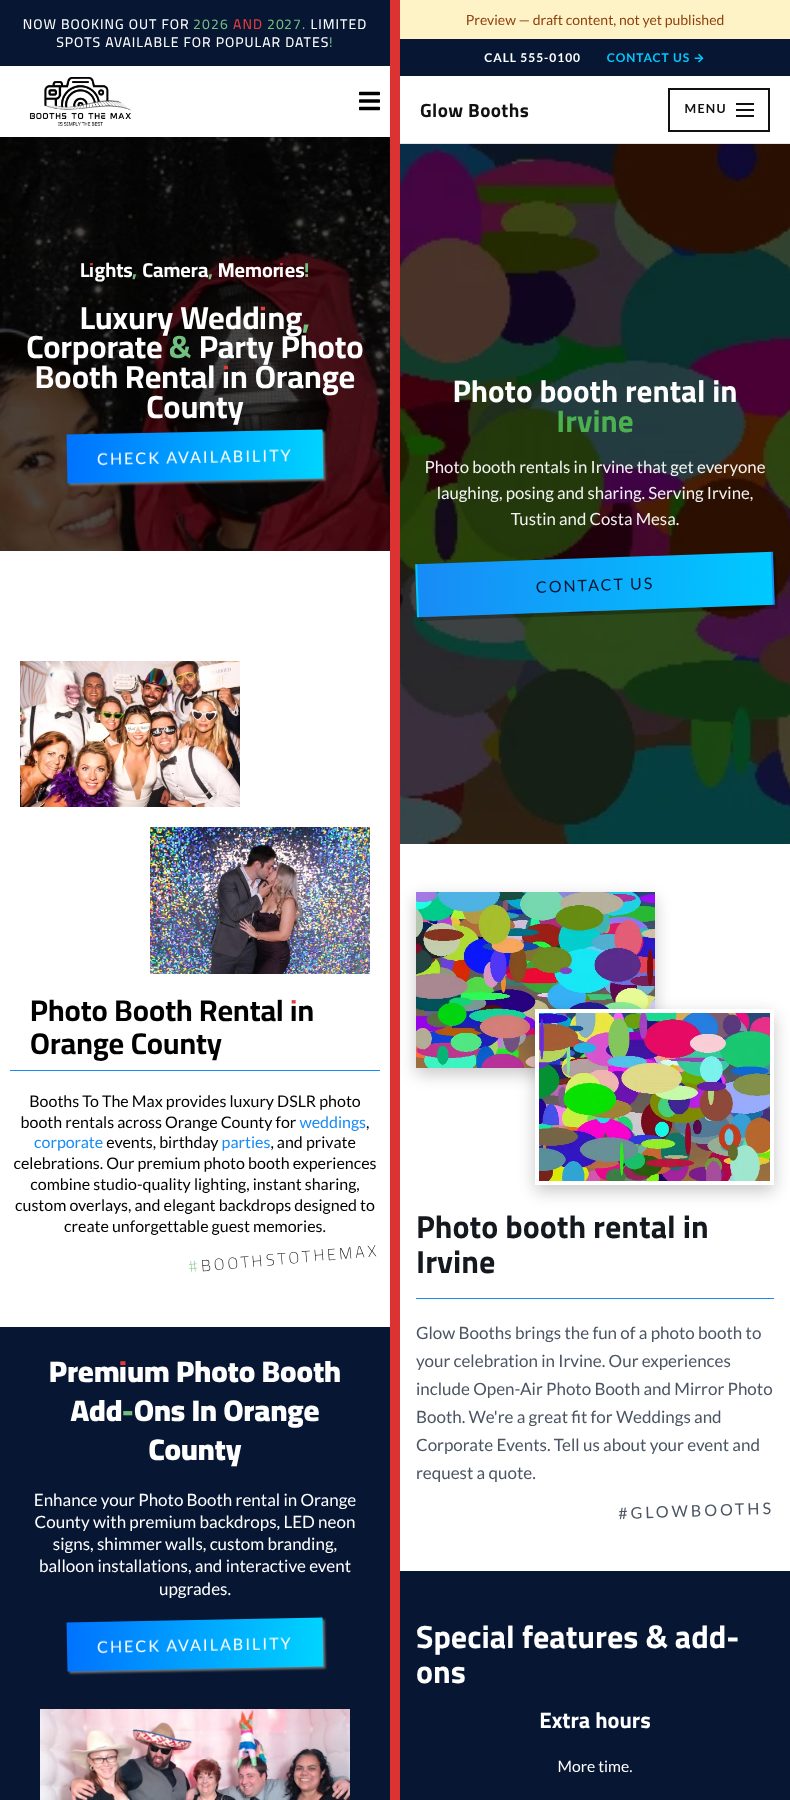 NOW BOOKING OUT FOR 2026 AND 2027. LIMITED
SPOTS AVAILABLE FOR POPULAR DATES!
BOOTHS TO THE MAX
IS SIMPLY THE BEST
Lights, Camera, Memories!
Luxury Wedding,
Corporate & Party Photo
Booth Rental in Orange
County
CHECK AVAILABILITY
Photo Booth Rental in
Orange County
Booths To The Max provides luxury DSLR photo
booth rentals across Orange County for weddings,
corporate events, birthday parties, and private
celebrations. Our premium photo booth experiences
combine studio-quality lighting, instant sharing,
custom overlays, and elegant backdrops designed to
create unforgettable guest memories.
#BOOTHSTOTHEMAX
Premium Photo Booth
Add-Ons In Orange
County
Enhance your Photo Booth rental in Orange
County with premium backdrops, LED neon
signs, shimmer walls, custom branding,
balloon installations, and interactive event
upgrades.
CHECK AVAILABILITY
Preview — draft content, not yet published
CALL 555-0100 CONTACT US →
Glow Booths
MENU
Photo booth rental in
Irvine
Photo booth rentals in Irvine that get everyone
laughing, posing and sharing. Serving Irvine,
Tustin and Costa Mesa.
CONTACT US
Photo booth rental in
Irvine
Glow Booths brings the fun of a photo booth to
your celebration in Irvine. Our experiences
include Open-Air Photo Booth and Mirror Photo
Booth. We're a great fit for Weddings and
Corporate Events. Tell us about your event and
request a quote.
#GLOWBOOTHS
Special features & add-
ons
Extra hours
More time.